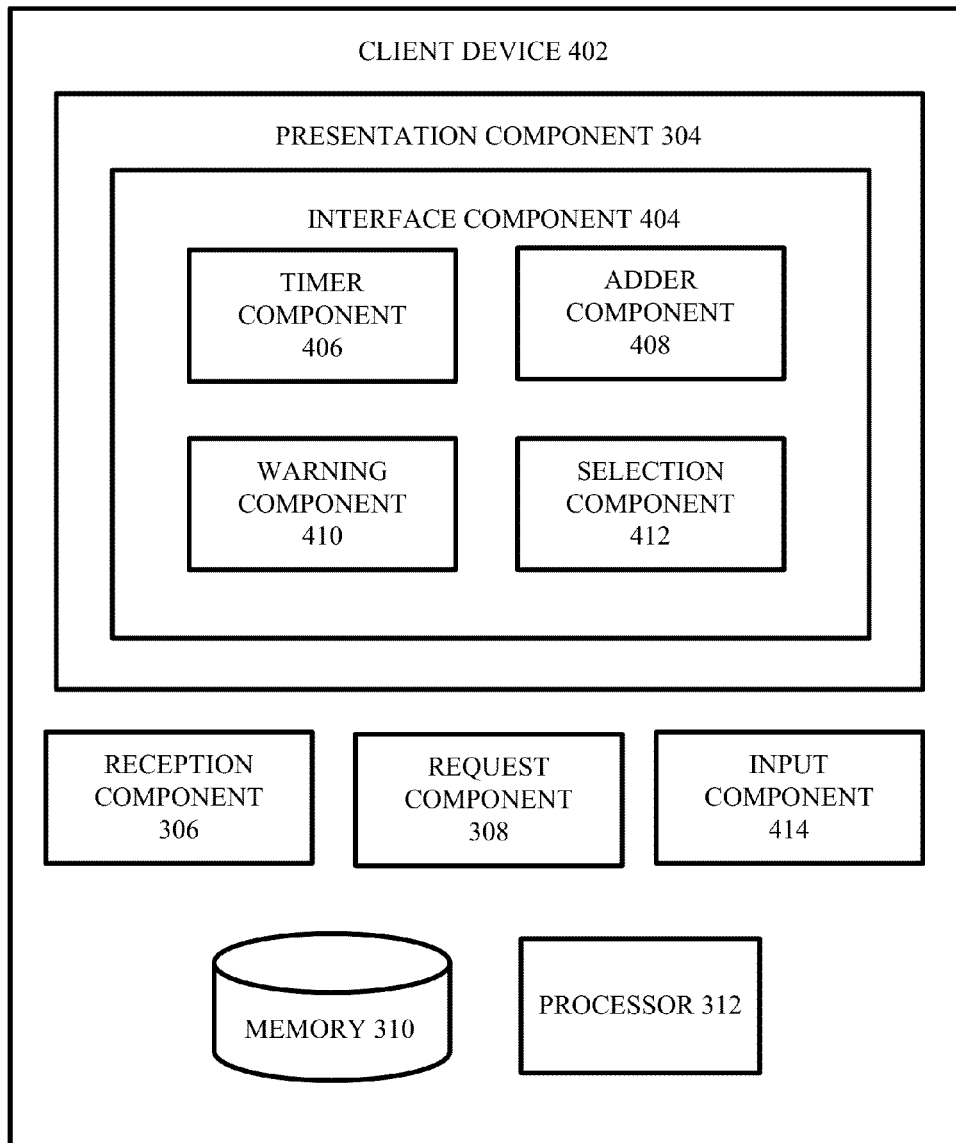 CLIENT DEVICE 402
PRESENTATION COMPONENT 304
INTERFACE COMPONENT 404
TIMER
COMPONENT
406
ADDER
COMPONENT
408
WARNING
COMPONENT
410
SELECTION
COMPONENT
412
RECEPTION
COMPONENT
306
REQUEST
COMPONENT
308
INPUT
COMPONENT
414
MEMORY 310
PROCESSOR 312